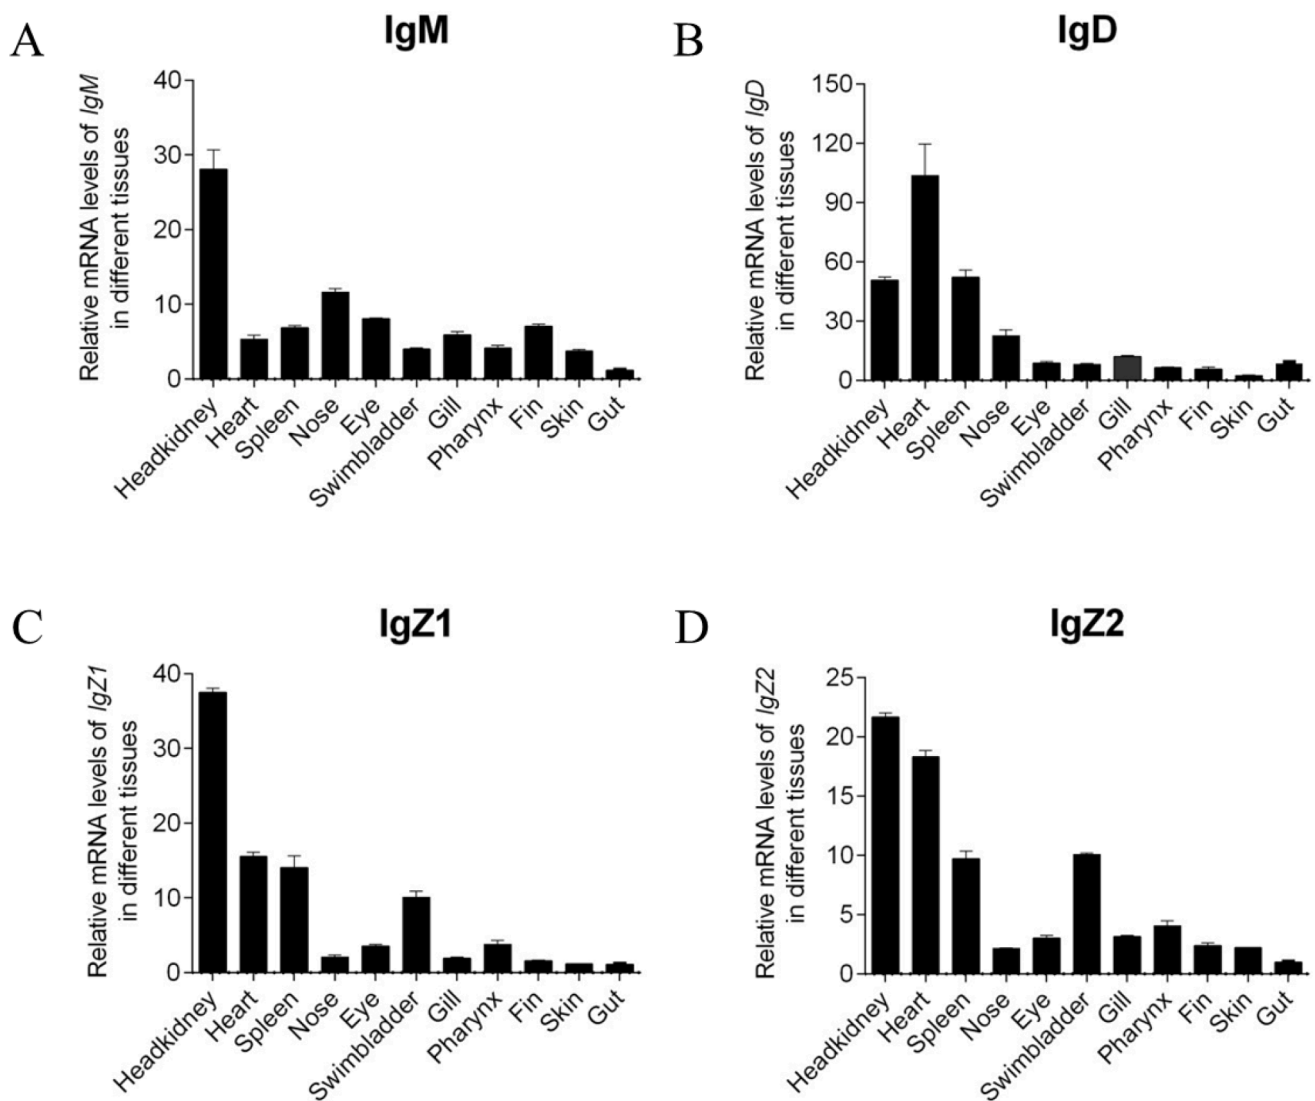 A
IgM
Relative mRNA levels of IgM
in different tissues
40
30
20
10
0
Headkidney
Heart
Spleen
Nose
Eye
Swimbladder
Gill
Pharynx
Fin
Skin
Gut
B
IgD
Relative mRNA levels of IgD
in different tissues
150
120
90
60
30
0
Headkidney
Heart
Spleen
Nose
Eye
Swimbladder
Gill
Pharynx
Fin
Skin
Gut
C
IgZ1
Relative mRNA levels of IgZ1
in different tissues
40
30
20
10
0
Headkidney
Heart
Spleen
Nose
Eye
Swimbladder
Gill
Pharynx
Fin
Skin
Gut
D
IgZ2
Relative mRNA levels of IgZ2
in different tissues
25
20
15
10
5
0
Headkidney
Heart
Spleen
Nose
Eye
Swimbladder
Gill
Pharynx
Fin
Skin
Gut